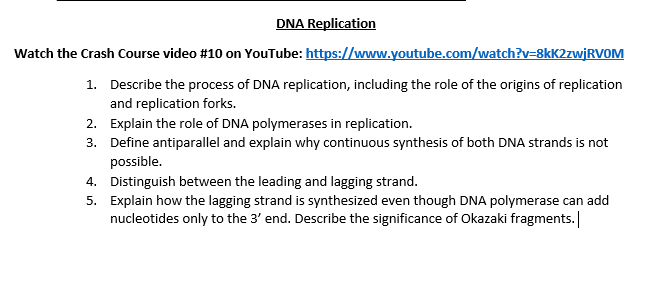 DNA Replication
Watch the Crash Course video #10 on YouTube: https://www.youtube.com/watch?v=8kK2zwjRV0M
1. Describe the process of DNA replication, including the role of the origins of replication
and replication forks.
2. Explain the role of DNA polymerases in replication.
3. Define antiparallel and explain why continuous synthesis of both DNA strands is not
possible.
4. Distinguish between the leading and lagging strand.
5. Explain how the lagging strand is synthesized even though DNA polymerase can add
nucleotides only to the 3’ end. Describe the significance of Okazaki fragments.